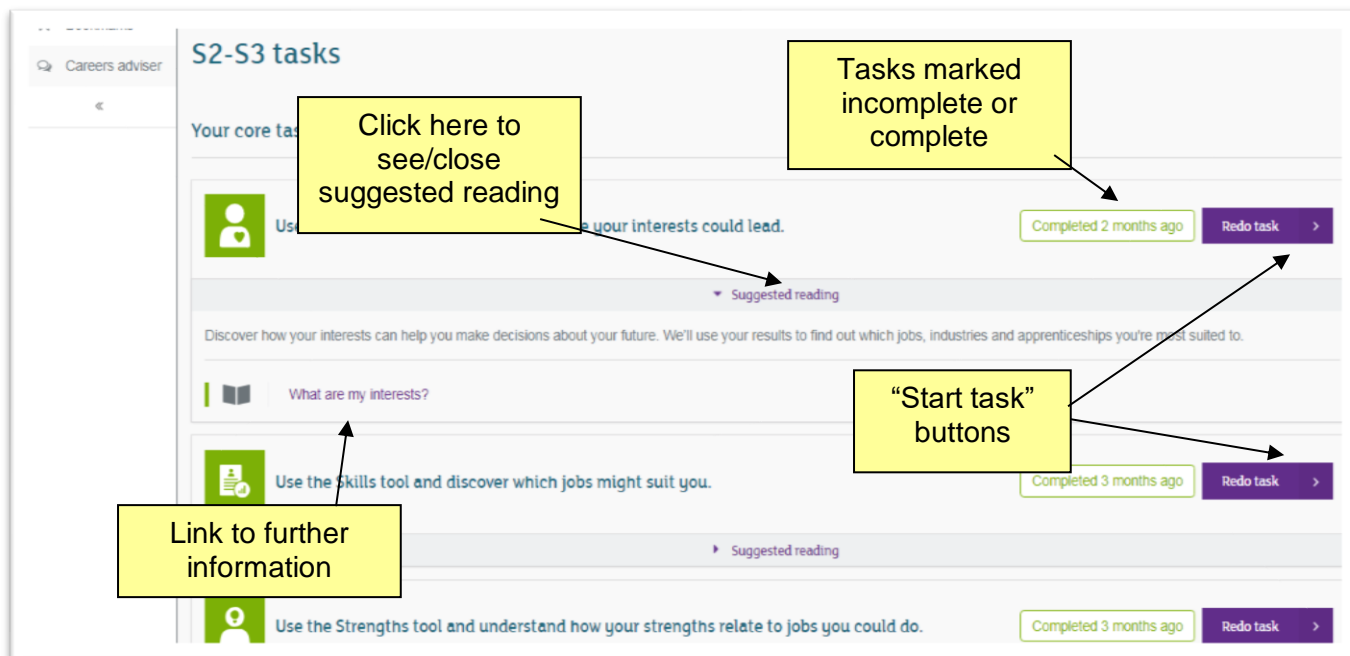 S2-S3 tasks
Careers adviser
«
Your core tas
Click here to
see/close
suggested reading
Tasks marked
incomplete or
complete
Use
e your interests could lead.
Completed 2 months ago
Redo task >
Suggested reading
Discover how your interests can help you make decisions about your future. We'll use your results to find out which jobs, industries and apprenticeships you're most suited to.
What are my interests?
“Start task”
buttons
Use the Skills tool and discover which jobs might suit you.
Completed 3 months ago
Redo task >
Link to further
information
Suggested reading
Use the Strengths tool and understand how your strengths relate to jobs you could do.
Completed 3 months ago
Redo task >